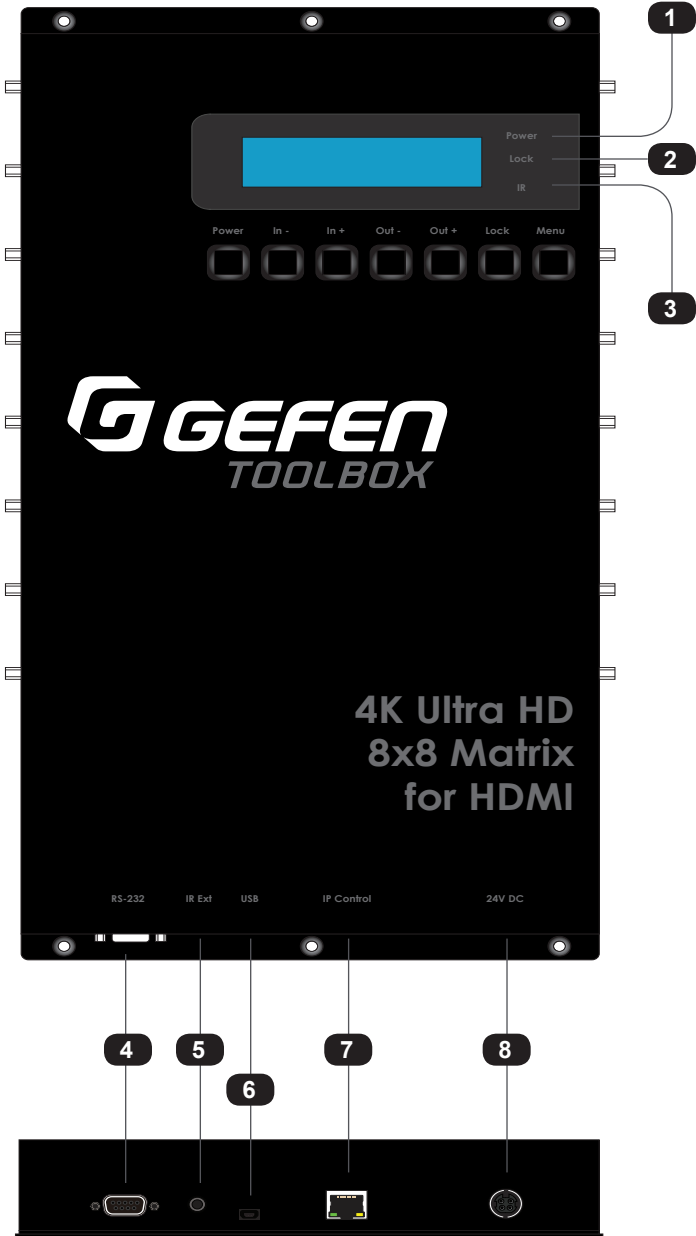 1
Power
Lock
2
IR
Power In - In + Out - Out + Lock Menu
3
GEFEN
TOOLBOX
4K Ultra HD
8x8 Matrix
for HDMI
RS-232 IR Ext USB IP Control 24V DC
4 5 7 8
6